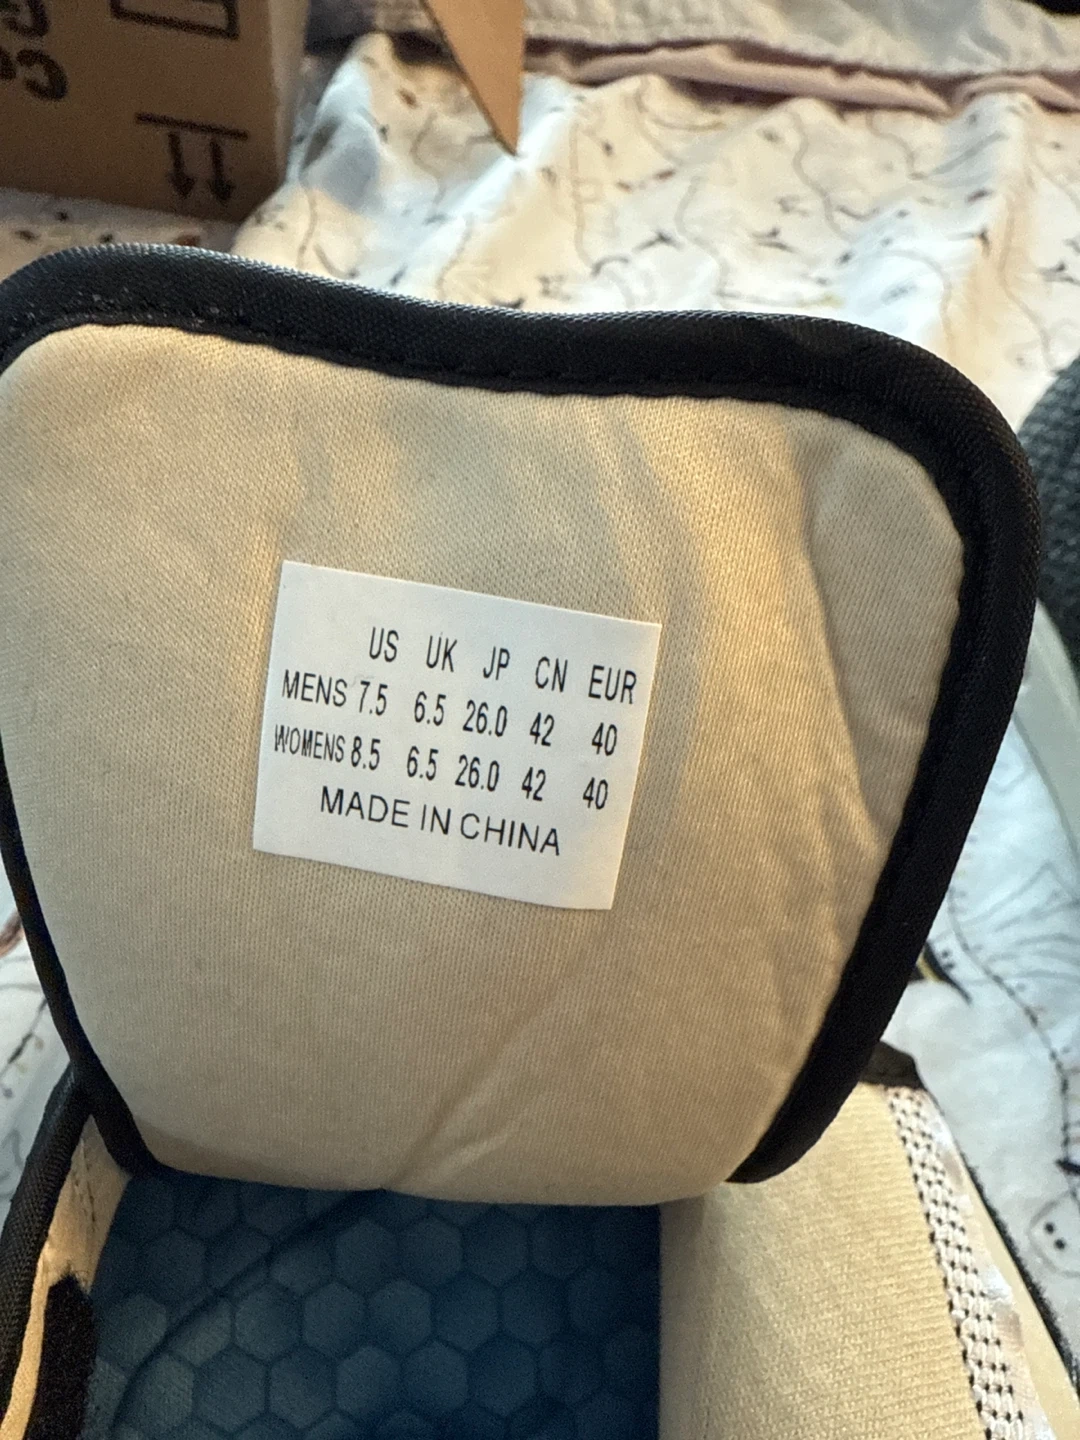 US UK JP CN EUR
MENS 7.5 6.5 26.0 42 40
WOMENS 8.5 6.5 26.0 42 40
MADE IN CHINA